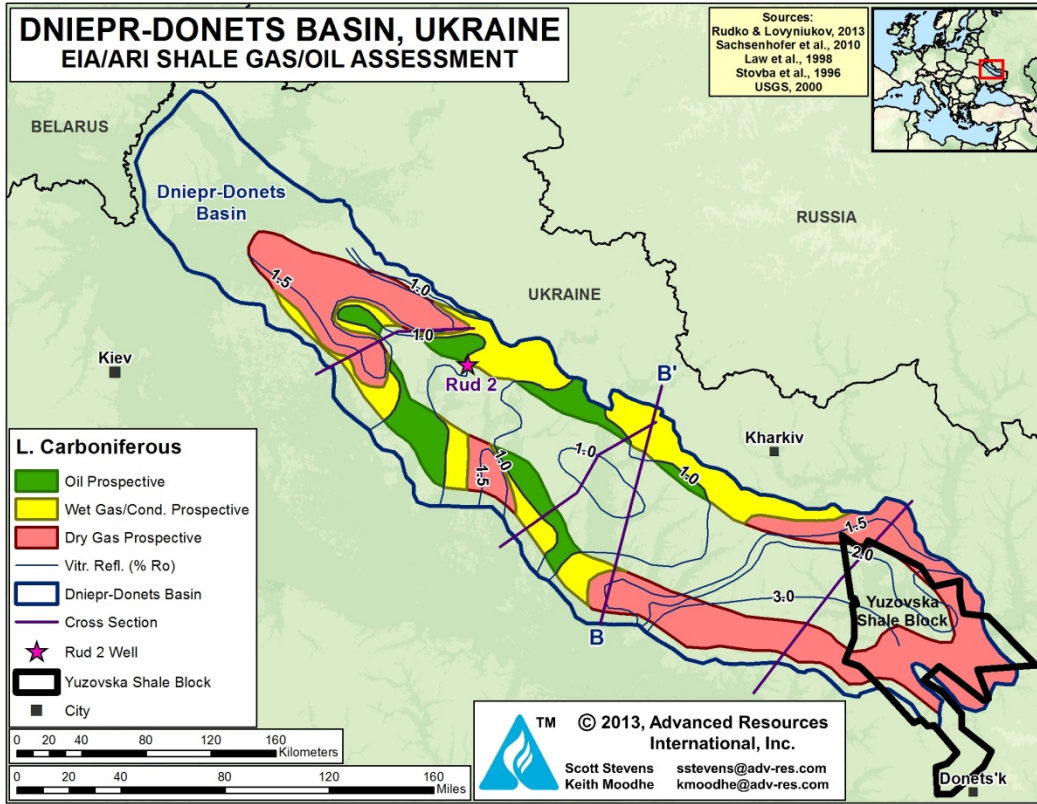 DNIEPR-DONETS BASIN, UKRAINE
EIA/ARI SHALE GAS/OIL ASSESSMENT
Sources:
Rudko & Lovyniukov, 2013
Sachsenhofer et al., 2010
Law et al., 1998
Stovba et al., 1996
USGS, 2000
BELARUS
Dniepr-Donets
Basin
RUSSIA
UKRAINE
1.5
1.0
1.0
Kiev
Rud 2
B'
Kharkiv
1.0
1.0
1.5
1.0
1.5
2.0
3.0
Yuzovska
Shale Block
B
Donets'k
L. Carboniferous
Oil Prospective
Wet Gas/Cond. Prospective
Dry Gas Prospective
Vitr. Refl. (% Ro)
Dniepr-Donets Basin
Cross Section
Rud 2 Well
Yuzovska Shale Block
City
0 20 40 80 120 160
Kilometers
0 20 40 80 120 160
Miles
TM
© 2013, Advanced Resources
International, Inc.
Scott Stevens sstevens@adv-res.com
Keith Moodhe kmoodhe@adv-res.com